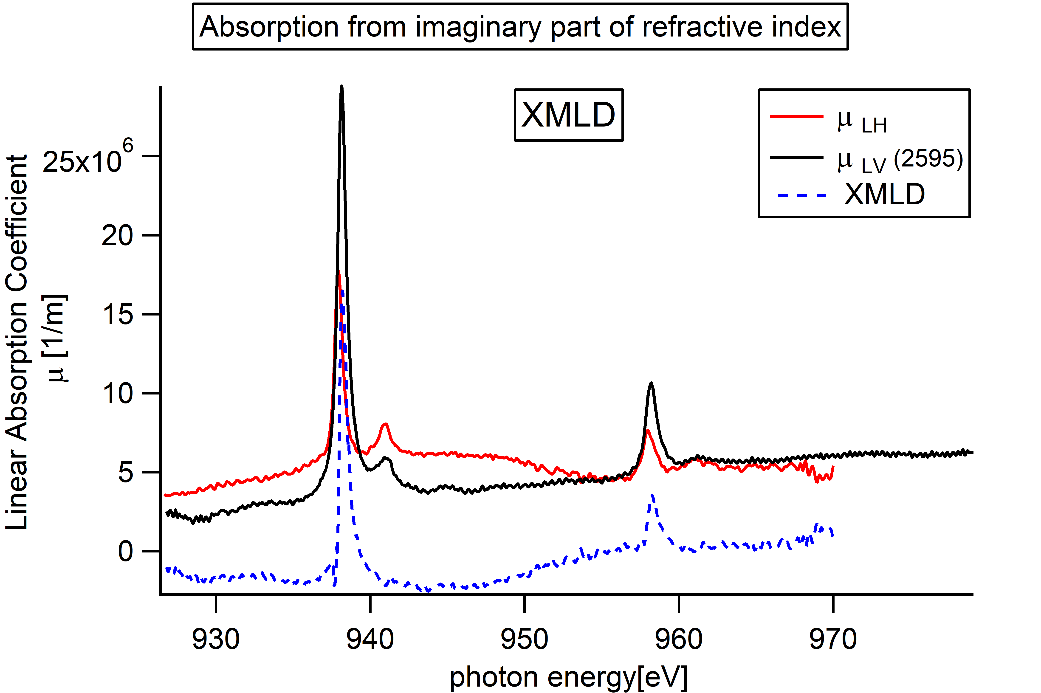 Absorption from imaginary part of refractive index
XMLD
μ LH
μ LV (2595)
XMLD
Linear Absorption Coefficient
μ [1/m]
25x10⁶
20
15
10
5
0
930 940 950 960 970
photon energy[eV]